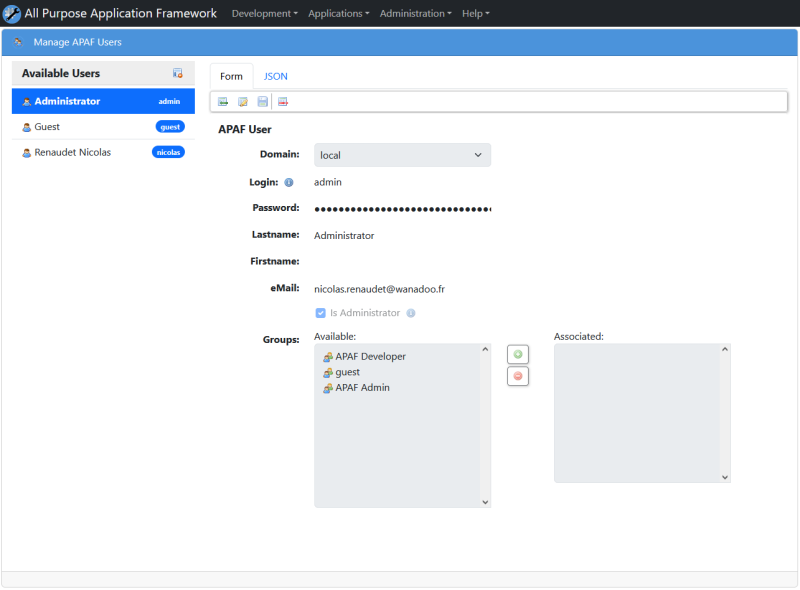 All Purpose Application Framework Development Applications Administration Help
Manage APAF Users
Available Users
Administrator admin
Guest guest
Renaudet Nicolas nicolas
Form JSON
APAF User
Domain: local
Login: admin
Password: ●●●●●●●●●●●●●●●●●●●●●●●●●●●●●●
Lastname: Administrator
Firstname:
eMail: nicolas.renaudet@wanadoo.fr
Is Administrator
Groups: Available: Associated:
APAF Developer
guest
APAF Admin